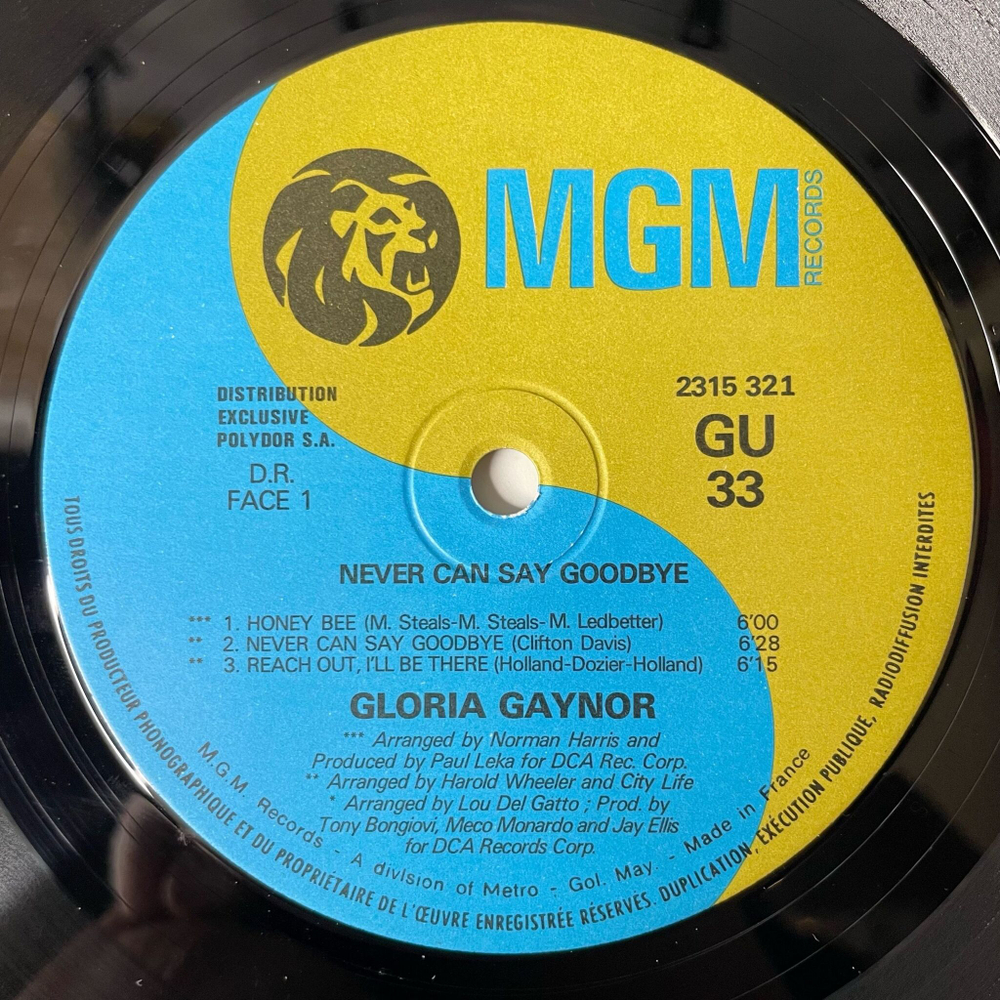 MGM
RECORDS
DISTRIBUTION
EXCLUSIVE
POLYDOR S.A.
D.R.
FACE 1
2315 321
GU
33
NEVER CAN SAY GOODBYE
*** 1. HONEY BEE (M. Steals-M. Steals-M. Ledbetter) 6'00
** 2. NEVER CAN SAY GOODBYE (Clifton Davis) 6'28
** 3. REACH OUT, I'LL BE THERE (Holland-Dozier-Holland) 6'15
GLORIA GAYNOR
*** Arranged by Norman Harris and
Produced by Paul Leka for DCA Rec. Corp.
** Arranged by Harold Wheeler and City Life
* Arranged by Lou Del Gatto ; Prod. by
Tony Bongiovi, Meco Monardo and Jay Ellis
for DCA Records Corp.
M.G.M. Records - A division of Metro - Gol. May. - Made in France
TOUS DROITS DU PRODUCTEUR PHONOGRAPHIQUE ET DU PROPRIÉTAIRE DE L'ŒUVRE ENREGISTRÉE RÉSERVÉS. DUPLICATION, EXÉCUTION PUBLIQUE, RADIODIFFUSION INTERDITES